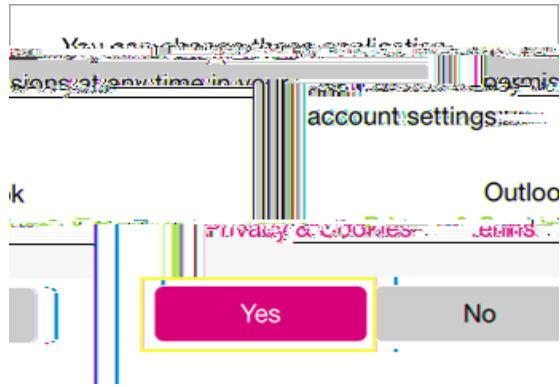 You can change these application
sions at any time in your permis
account settings.
k Outloo
Privacy & Cookies
Yes No